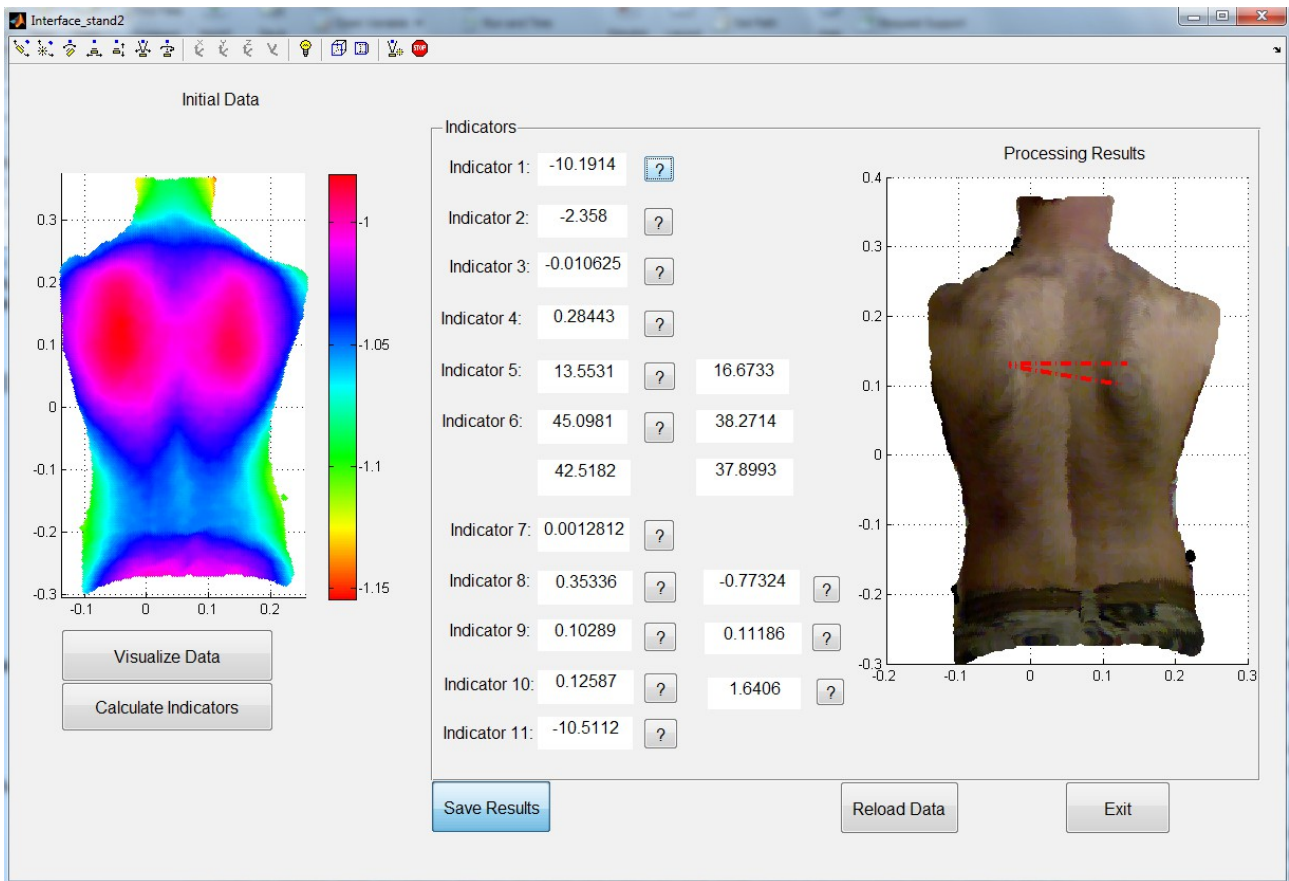 Interface_stand2
STOP
Initial Data
0.3
0.2
0.1
0
-0.1
-0.2
-0.3
-0.1 0 0.1 0.2
-1
-1.05
-1.1
-1.15
Visualize Data
Calculate Indicators
Indicators
Indicator 1: -10.1914 ?
Indicator 2: -2.358 ?
Indicator 3: -0.010625 ?
Indicator 4: 0.28443 ?
Indicator 5: 13.5531 ? 16.6733
Indicator 6: 45.0981 ? 38.2714
42.5182 37.8993
Indicator 7: 0.0012812 ?
Indicator 8: 0.35336 ? -0.77324 ?
Indicator 9: 0.10289 ? 0.11186 ?
Indicator 10: 0.12587 ? 1.6406 ?
Indicator 11: -10.5112 ?
Processing Results
0.4
0.3
0.2
0.1
0
-0.1
-0.2
-0.3
-0.2 -0.1 0 0.1 0.2 0.3
Save Results
Reload Data
Exit